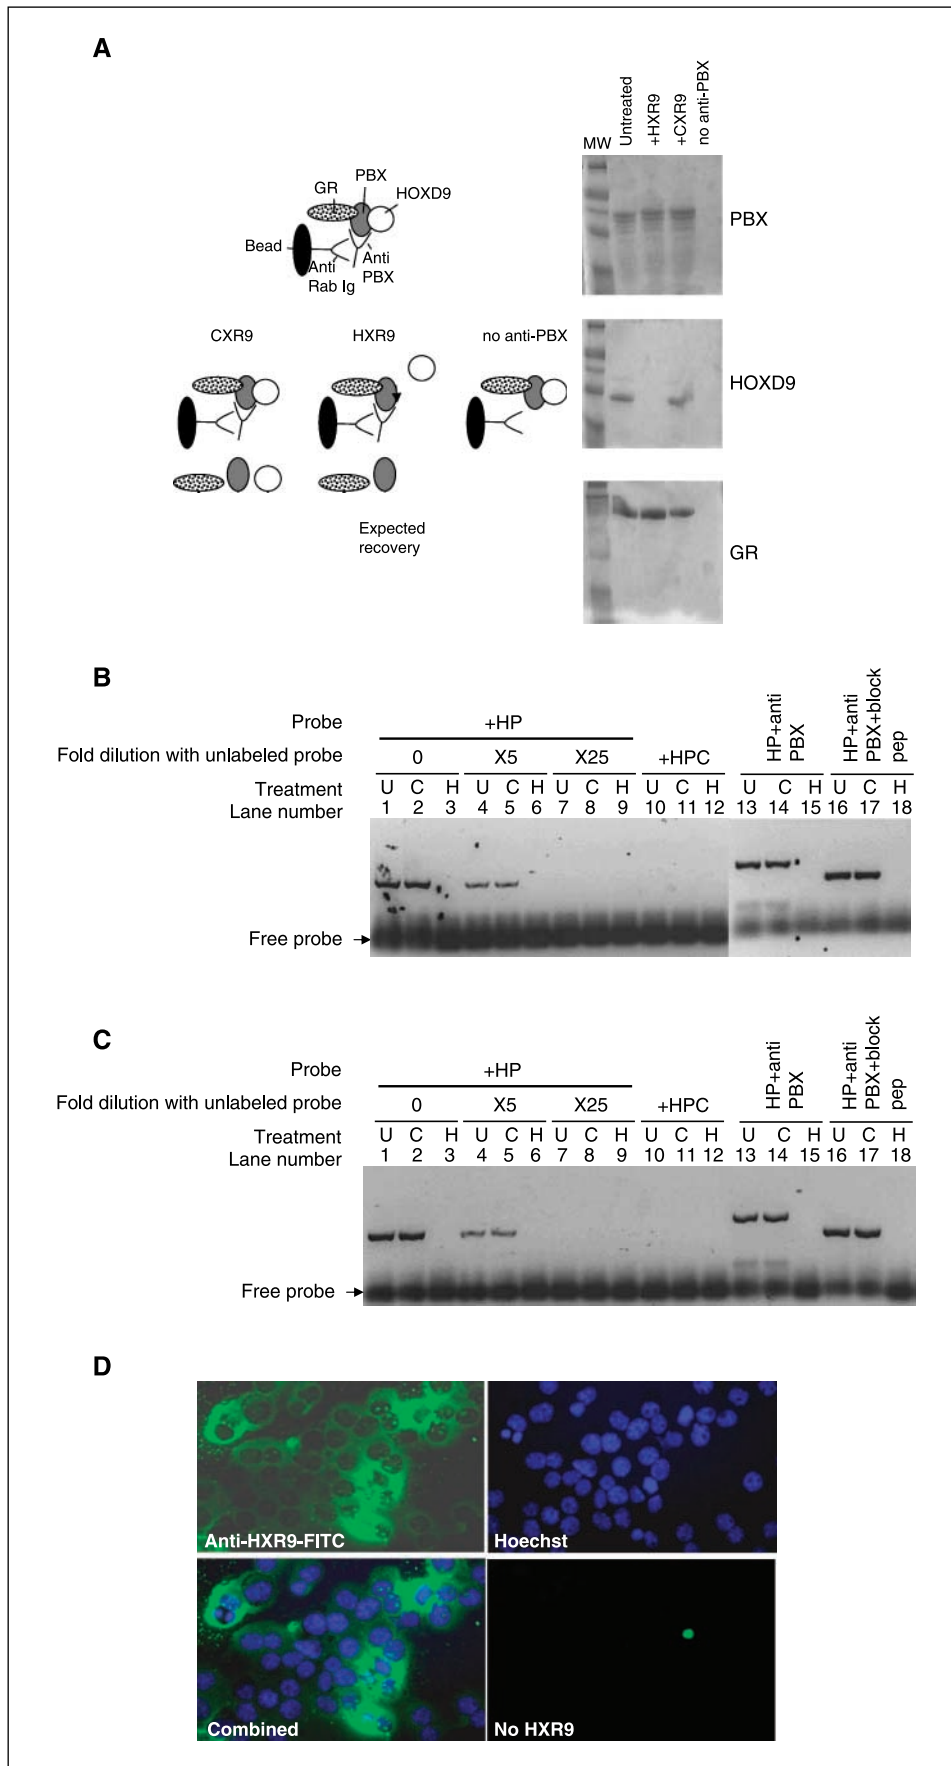 A
Untreated
+HXR9
+CXR9
no anti-PBX
MW
PBX
GR
HOXD9
Bead
Anti
Rab Ig
Anti
PBX
PBX
CXR9
HXR9
no anti-PBX
HOXD9
Expected
recovery
GR
B
Probe
+HP
HP+anti
PBX
HP+anti
PBX+block
pep
Fold dilution with unlabeled probe
0
X5
X25
+HPC
Treatment
U C H U C H U C H U C H U C H U C H
Lane number
1 2 3 4 5 6 7 8 9 10 11 12 13 14 15 16 17 18
Free probe
C
Probe
+HP
HP+anti
PBX
HP+anti
PBX+block
pep
Fold dilution with unlabeled probe
0
X5
X25
+HPC
Treatment
U C H U C H U C H U C H U C H U C H
Lane number
1 2 3 4 5 6 7 8 9 10 11 12 13 14 15 16 17 18
Free probe
D
Anti-HXR9-FITC
Hoechst
Combined
No HXR9